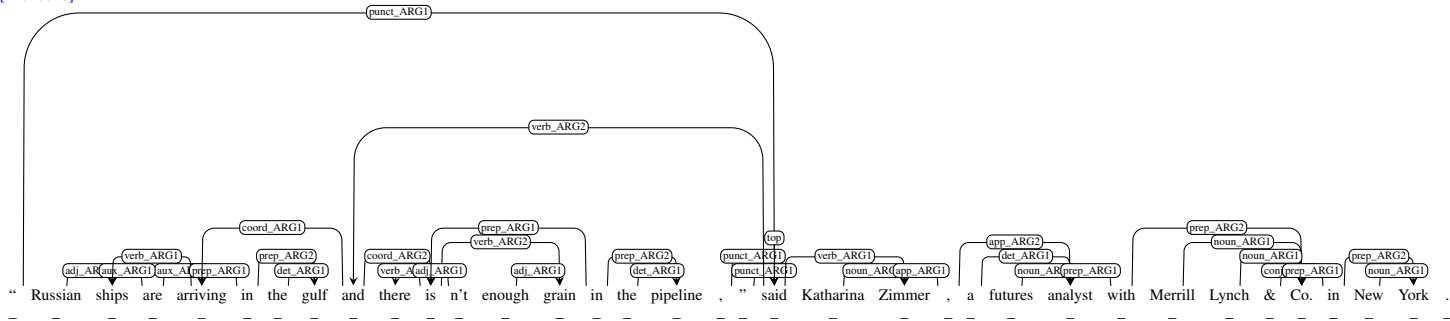 punct_ARG1
verb_ARG2
coord_ARG1 prep_ARG1 prep_ARG2
verb_ARG2 top app_ARG2 noun_ARG1
verb_ARG1 prep_ARG2 coord_ARG2 prep_ARG2 punct_ARG1 verb_ARG1 det_ARG1 noun_ARG1 prep_ARG2
aux_ARG1 prep_ARG1 det_ARG1 adj_ARG1 adj_ARG1 det_ARG1 punct_ARG1 app_ARG1 prep_ARG1 prep_ARG1 noun_ARG1
“ Russian ships are arriving in the gulf and there is n't enough grain in the pipeline , ” said Katharina Zimmer , a futures analyst with Merrill Lynch & Co. in New York .